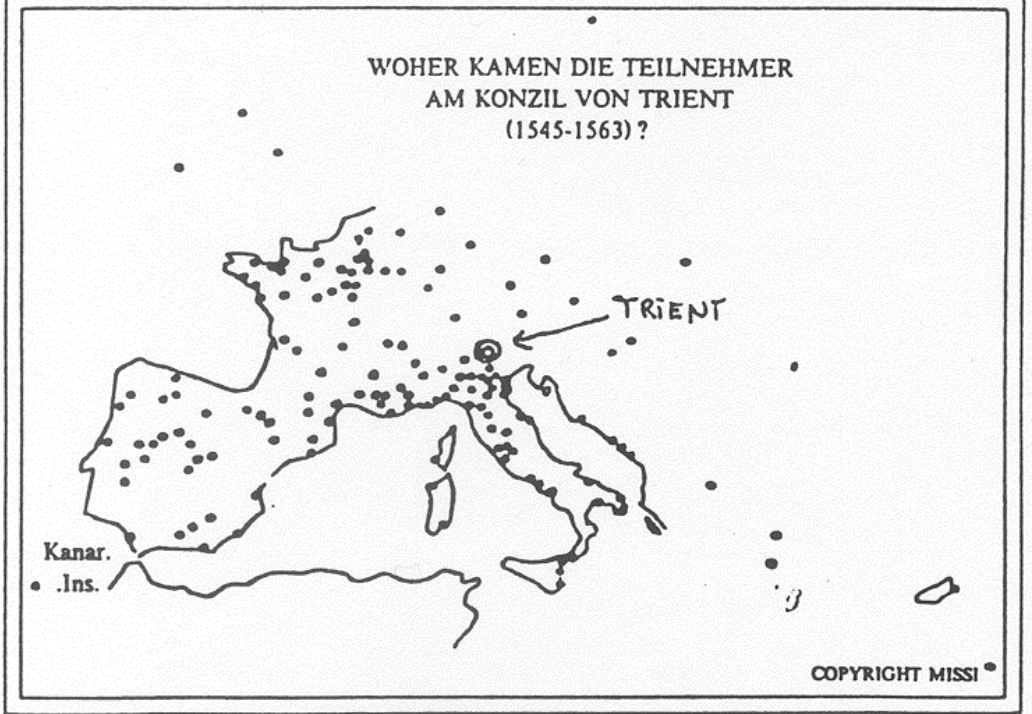 WOHER KAMEN DIE TEILNEHMER
AM KONZIL VON TRIENT
(1545-1563) ?
TRiENT
Kanar.
.Ins.
COPYRIGHT MISSI